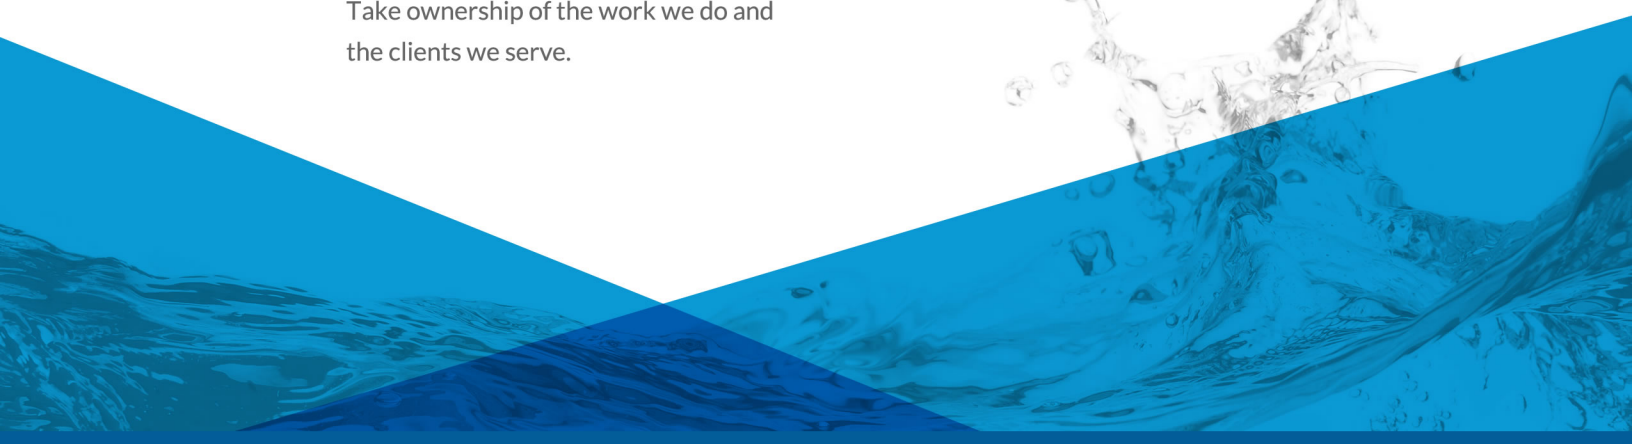 Take ownership of the work we do and
the clients we serve.